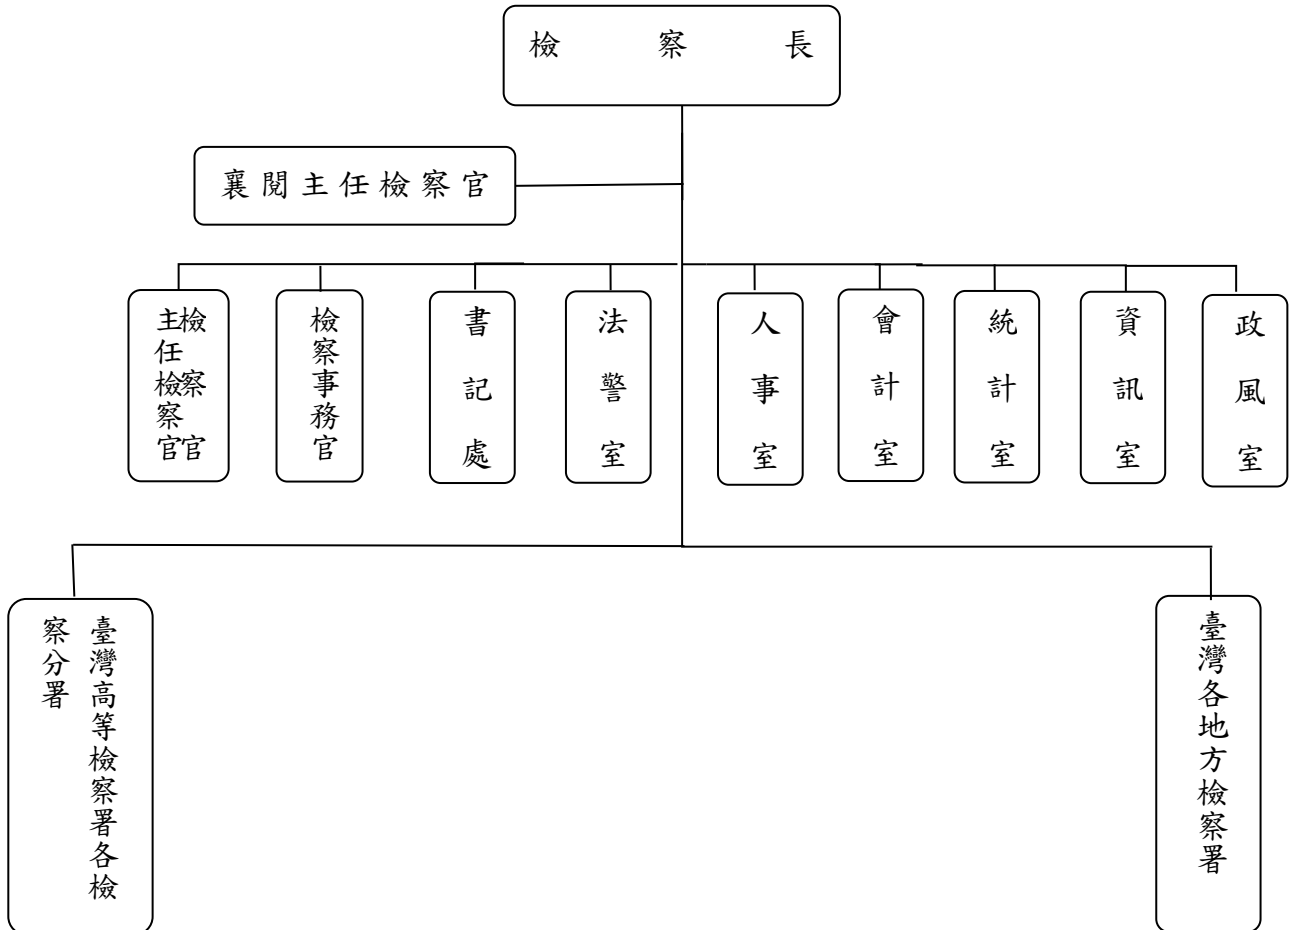 檢察長
襄閱主任檢察官
檢察官
主任檢察官
檢察事務官
書記處
法警室
人事室
會計室
統計室
資訊室
政風室
臺灣高等檢察署各檢
察分署
臺灣各地方檢察署